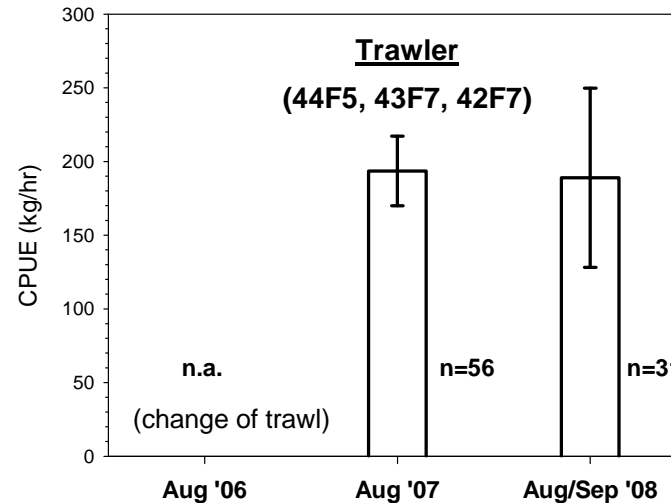 300
250
200
150
100
50
0
CPUE (kg/hr)
Trawler
(44F5, 43F7, 42F7)
n.a.
n=56
(change of trawl)
Aug '06
Aug '07
Aug/Sep '08